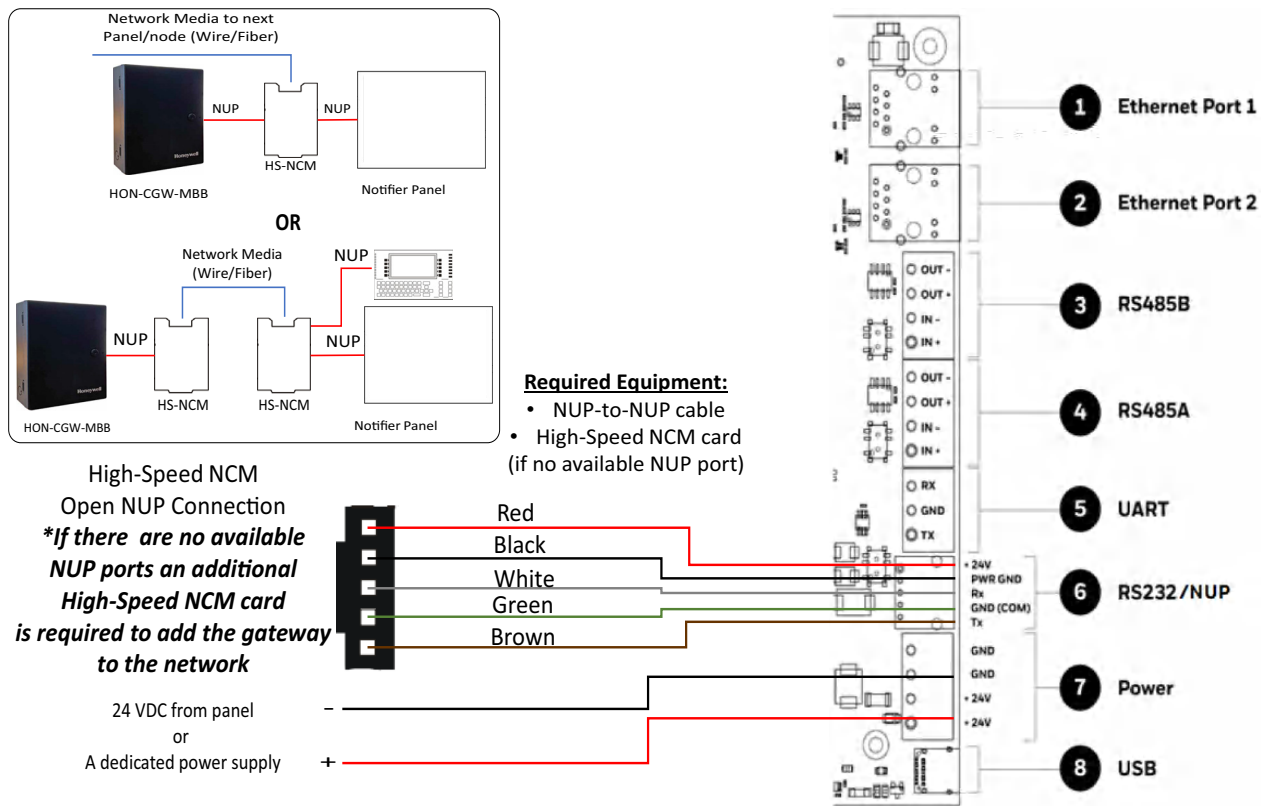 Network Media to next
Panel/node (Wire/Fiber)
NUP
NUP
Honeywell
HS-NCM
HON-CGW-MBB
Notifier Panel
OR
Network Media
(Wire/Fiber)
NUP
NUP
NUP
Honeywell
HS-NCM
HS-NCM
HON-CGW-MBB
Notifier Panel
Required Equipment:
• NUP-to-NUP cable
• High-Speed NCM card
(if no available NUP port)
High-Speed NCM
Open NUP Connection
*If there are no available
NUP ports an additional
High-Speed NCM card
is required to add the gateway
to the network
Red
Black
White
Green
Brown
24 VDC from panel
or
A dedicated power supply
–
+
1 Ethernet Port 1
2 Ethernet Port 2
OUT -
OUT +
IN -
IN +
3 RS485B
OUT -
OUT +
IN -
IN +
4 RS485A
RX
GND
TX
5 UART
+ 24V
PWR GND
Rx
GND (COM)
Tx
6 RS232/NUP
GND
GND
+ 24V
+ 24V
7 Power
8 USB